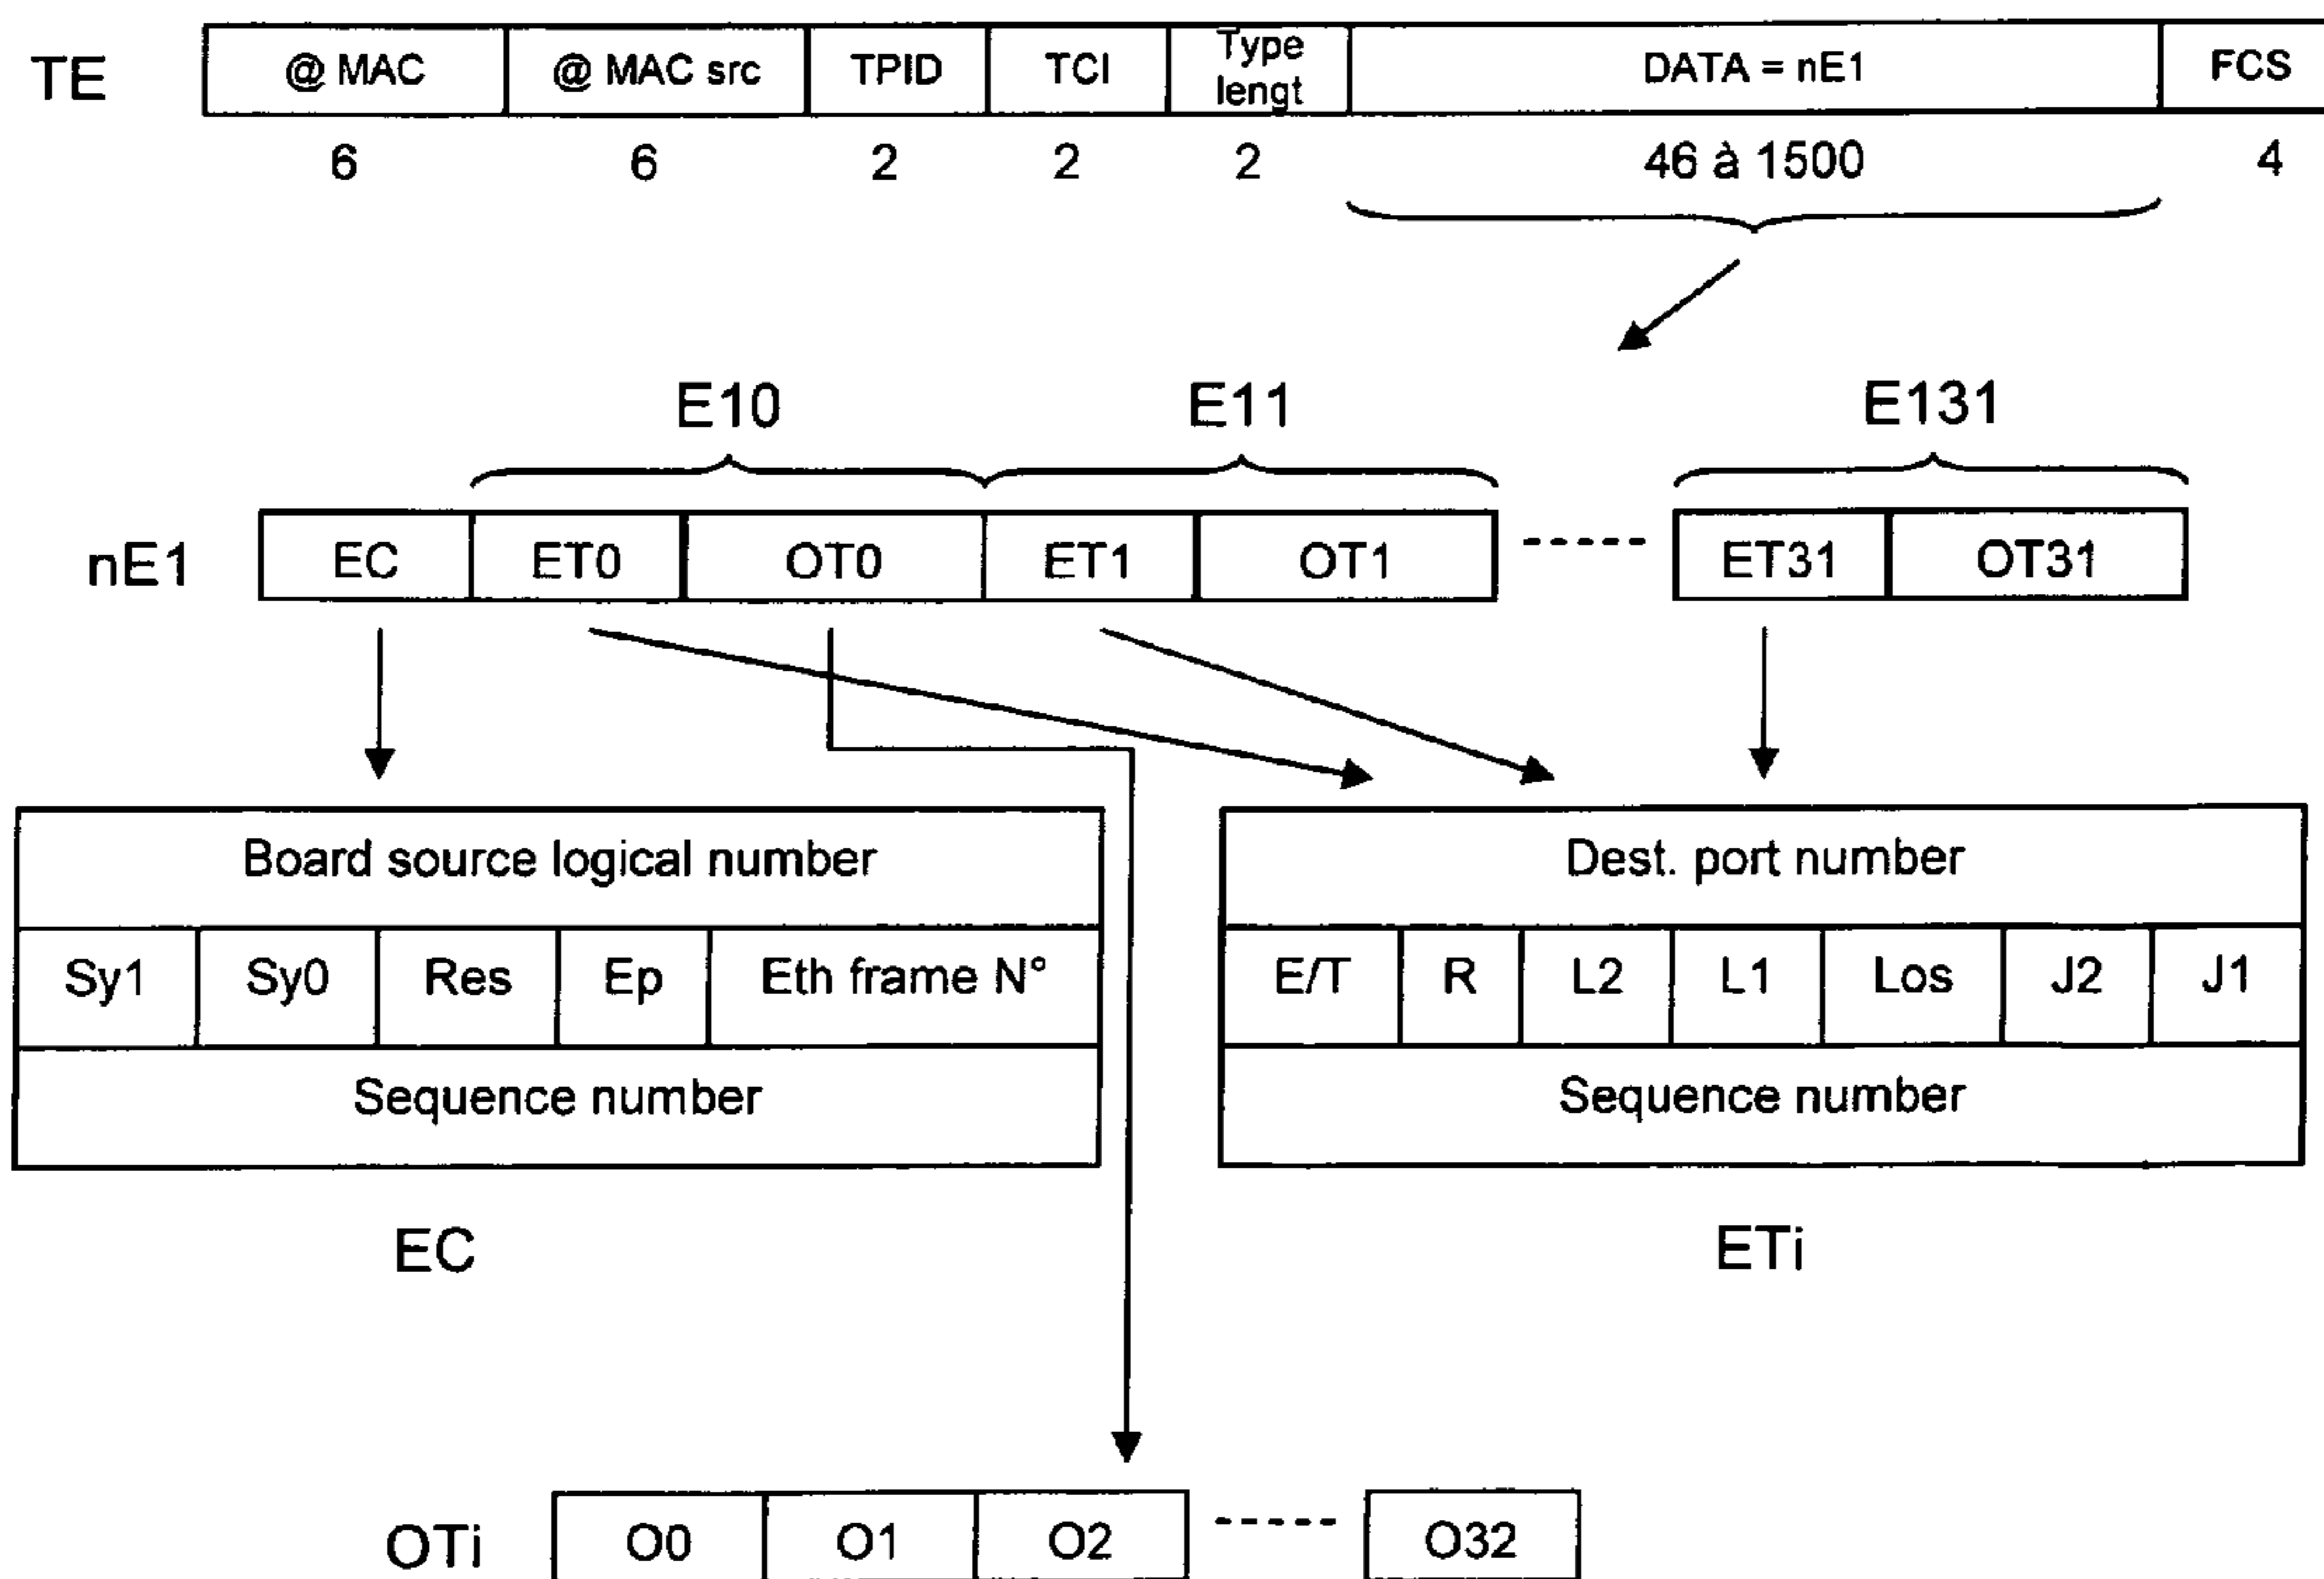 TE @ MAC @ MAC src TPID TCI Type lengt DATA = nE1 FCS
6 6 2 2 2 46 à 1500 4
E10 E11 E131
nE1 EC ET0 OT0 ET1 OT1 ET31 OT31
Board source logical number
Sy1 Sy0 Res Ep Eth frame N°
Sequence number
EC
Dest. port number
E/T R L2 L1 Los J2 J1
Sequence number
ETi
OTi O0 O1 O2 O32